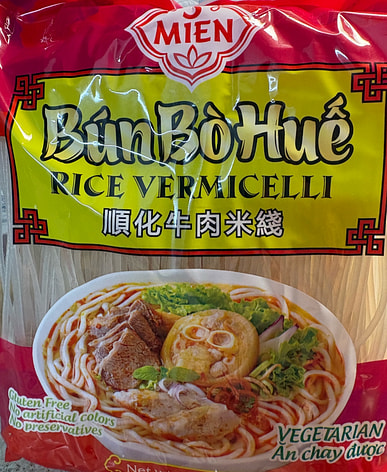 3 MIEN
Bún Bò Huế
RICE VERMICELLI
順化牛肉米綫
Gluten Free
No artificial colors
No preservatives
VEGETARIAN
Ăn chay được